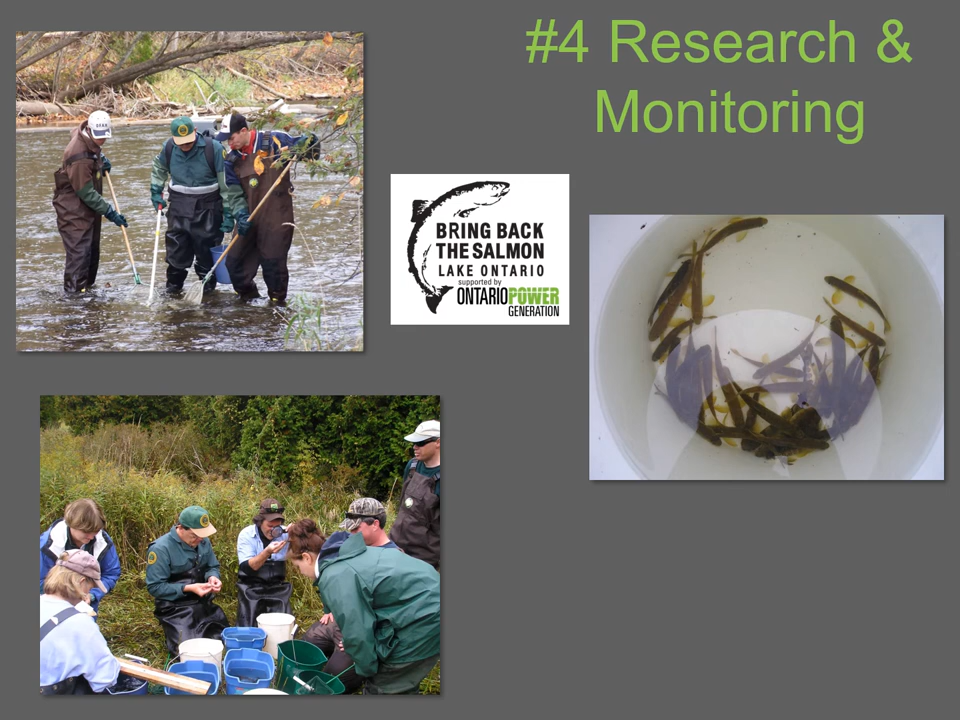 #4 Research &
Monitoring
BRING BACK
THE SALMON
LAKE ONTARIO
supported by
ONTARIOPOWER
GENERATION